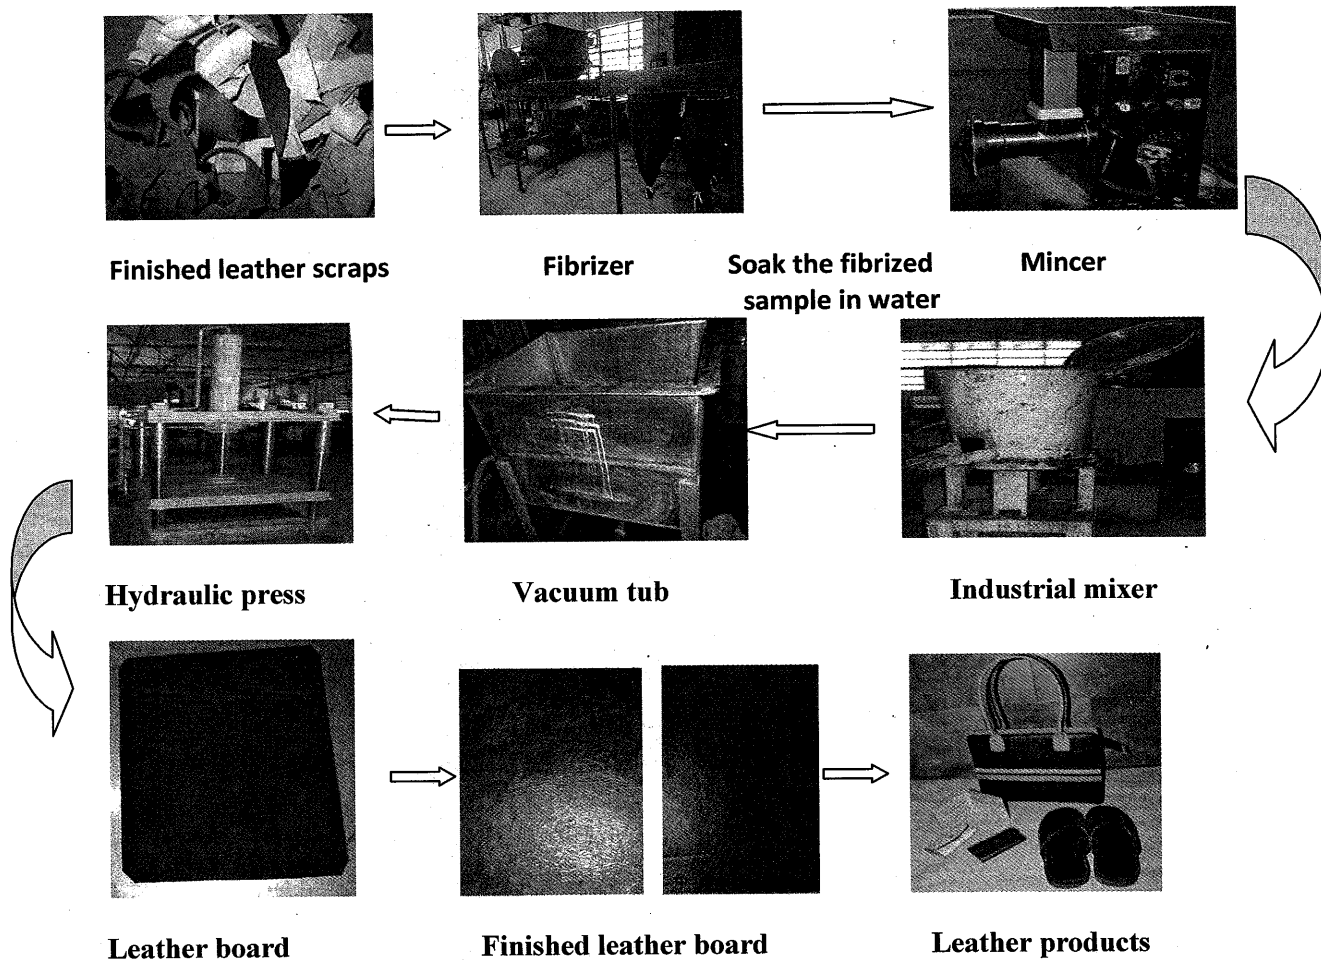 Finished leather scraps
Fibrizer
Soak the fibrized
sample in water
Mincer
Hydraulic press
Vacuum tub
Industrial mixer
Leather board
Finished leather board
Leather products